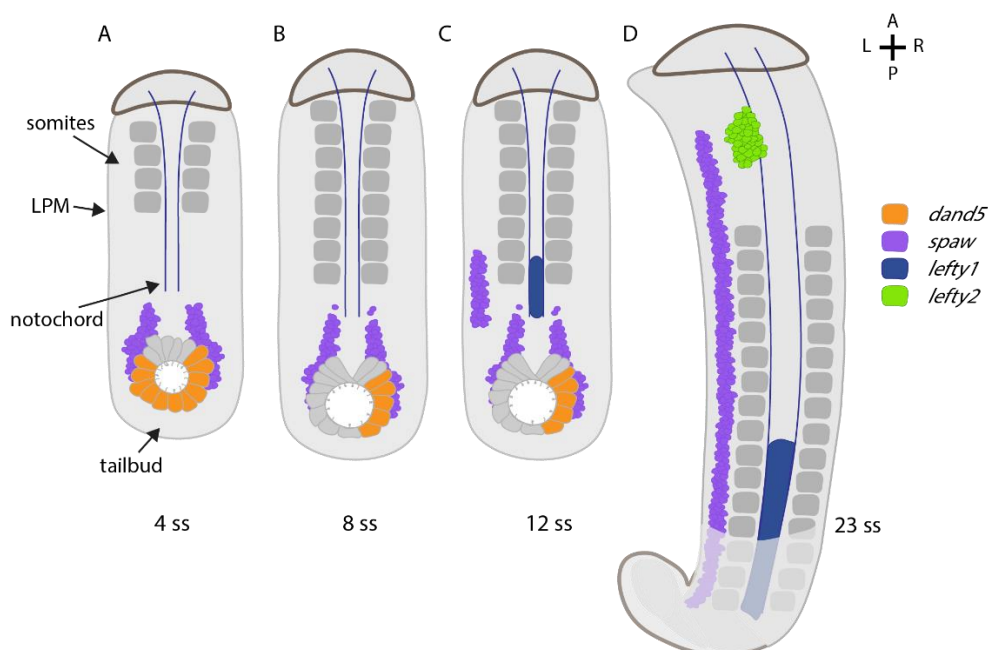 A
B
C
D
A
L
R
P
somites
LPM
notochord
tailbud
dand5
spaw
lefty1
lefty2
4 ss
8 ss
12 ss
23 ss